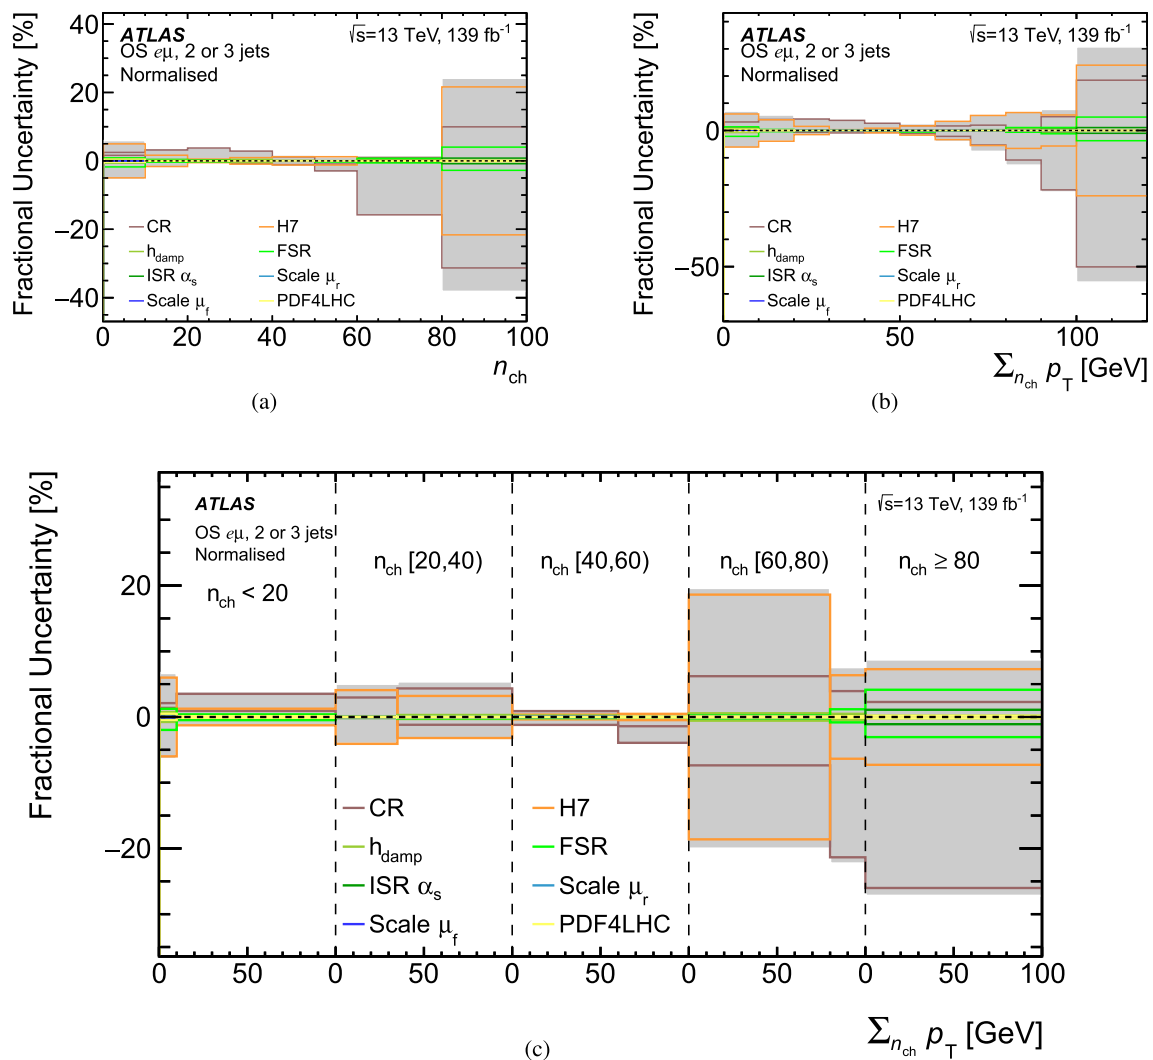 Fractional Uncertainty [%]
40
20
0
−20
−40
ATLAS
√s=13 TeV, 139 fb⁻¹
OS eμ, 2 or 3 jets
Normalised
CR
H7
h_damp
FSR
ISR α_s
Scale μ_r
Scale μ_f
PDF4LHC
0 20 40 60 80 100
n_ch
(a)
Fractional Uncertainty [%]
0
−50
ATLAS
√s=13 TeV, 139 fb⁻¹
OS eμ, 2 or 3 jets
Normalised
CR
H7
h_damp
FSR
ISR α_s
Scale μ_r
Scale μ_f
PDF4LHC
0 50 100
Σ_n_ch p_T [GeV]
(b)
Fractional Uncertainty [%]
20
0
−20
ATLAS
√s=13 TeV, 139 fb⁻¹
OS eμ, 2 or 3 jets
Normalised
n_ch < 20
n_ch [20,40)
n_ch [40,60)
n_ch [60,80)
n_ch ≥ 80
CR
H7
h_damp
FSR
ISR α_s
Scale μ_r
Scale μ_f
PDF4LHC
0 50 0 50 0 50 0 50 0 50 100
Σ_n_ch p_T [GeV]
(c)